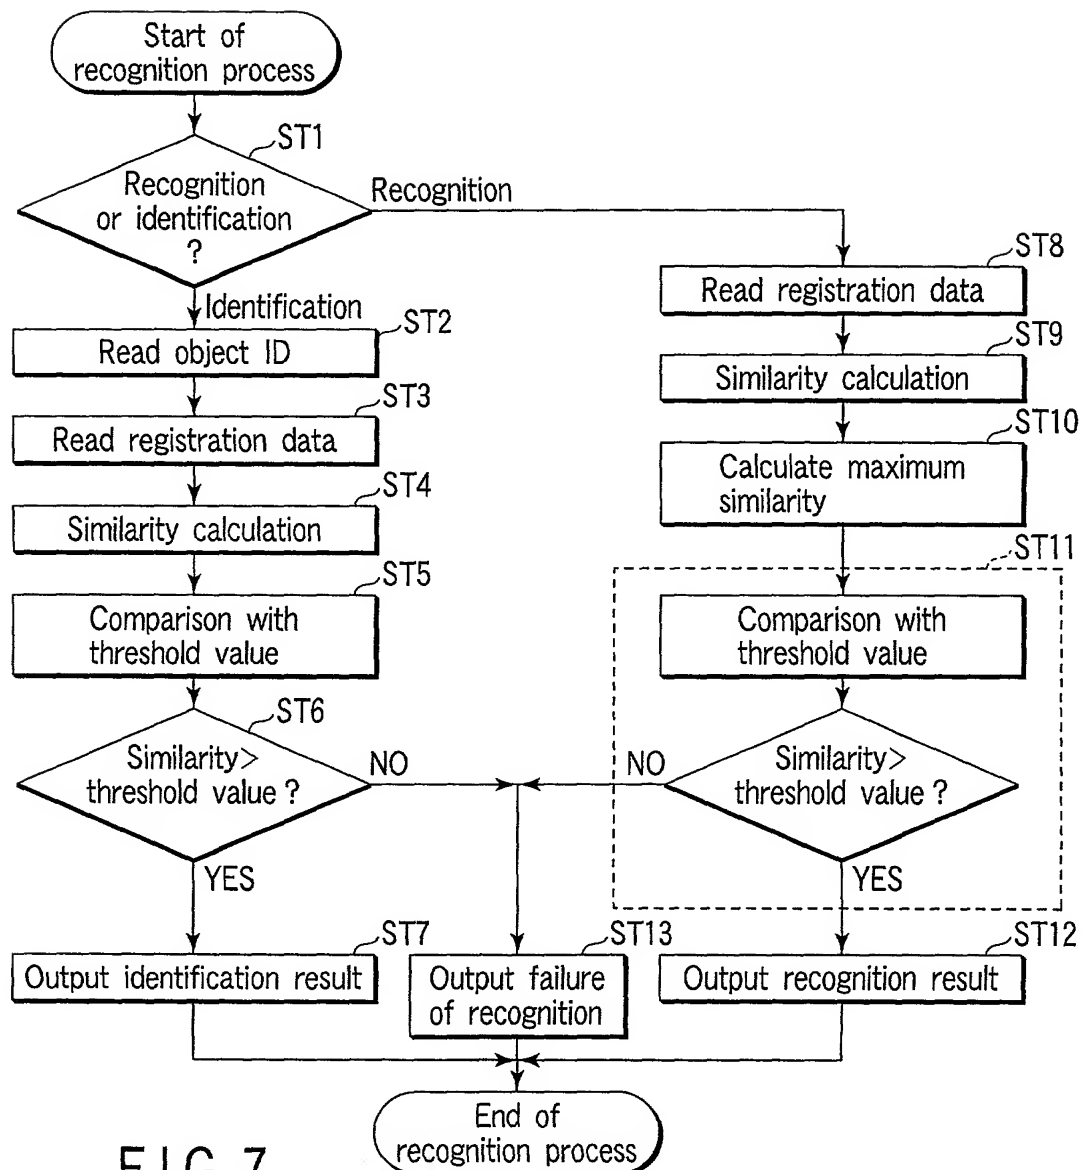 Start of
recognition process
ST1
Recognition
or identification
?
Recognition
Identification
ST2
Read object ID
ST3
Read registration data
ST4
Similarity calculation
ST5
Comparison with
threshold value
ST6
Similarity>
threshold value?
NO
YES
ST7
Output identification result
ST8
Read registration data
ST9
Similarity calculation
ST10
Calculate maximum
similarity
ST11
Comparison with
threshold value
Similarity>
threshold value?
NO
YES
ST12
Output recognition result
ST13
Output failure
of recognition
End of
recognition process
FIG. 7